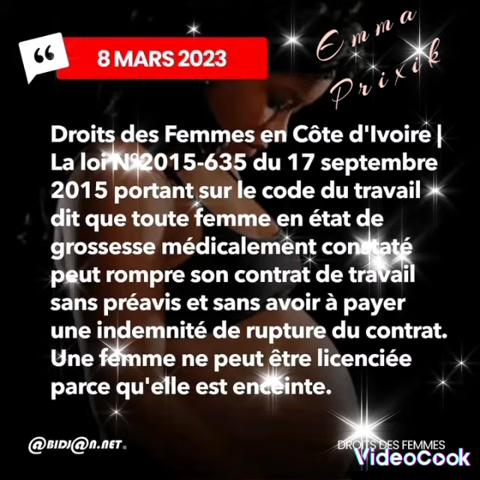 Emma
Prixik
8 MARS 2023
Droits des Femmes en Côte d'Ivoire |
La loi N°2015-635 du 17 septembre
2015 portant sur le code du travail
dit que toute femme en état de
grossesse médicalement constaté
peut rompre son contrat de travail
sans préavis et sans avoir à payer
une indemnité de rupture du contrat.
Une femme ne peut être licenciée
parce qu'elle est enceinte.
@BIDJ@N.NET
DROITS DES FEMMES
VideoCook